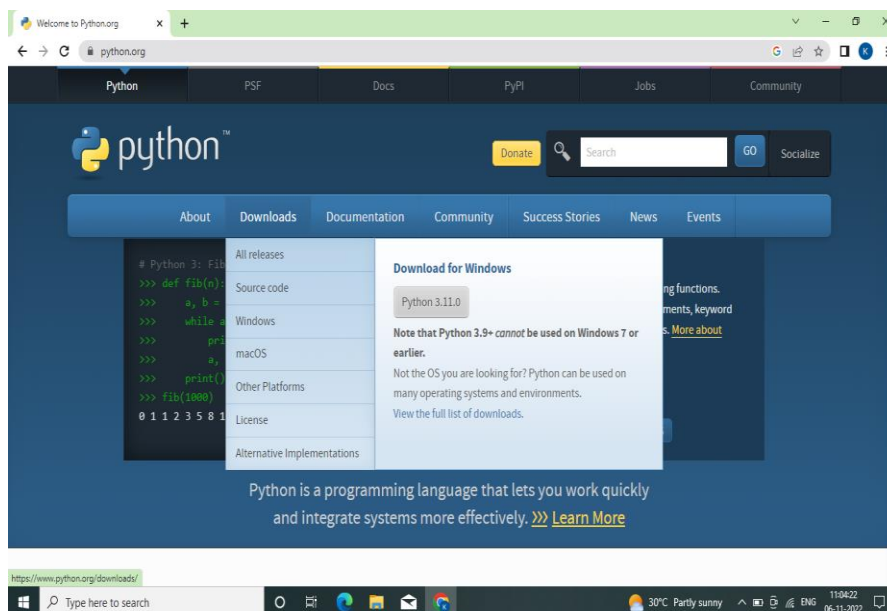 Welcome to Python.org
python.org
K
Python PSF Docs PyPI Jobs Community
python™
Donate Search GO Socialize
About Downloads Documentation Community Success Stories News Events
# Python 3: Fib
>>> def fib(n):
>>> a, b =
>>> while a
>>> pri
>>> a,
>>> print()
>>> fib(1000)
0 1 1 2 3 5 8 1
All releases
Source code
Windows
macOS
Other Platforms
License
Alternative Implementations
Download for Windows
Python 3.11.0
Note that Python 3.9+ cannot be used on Windows 7 or
earlier.
Not the OS you are looking for? Python can be used on
many operating systems and environments.
View the full list of downloads.
ng functions.
ments, keyword
s. More about
Python is a programming language that lets you work quickly
and integrate systems more effectively. >>> Learn More
https://www.python.org/downloads/
Type here to search
30°C Partly sunny
ENG
11:04:22
06-11-2022